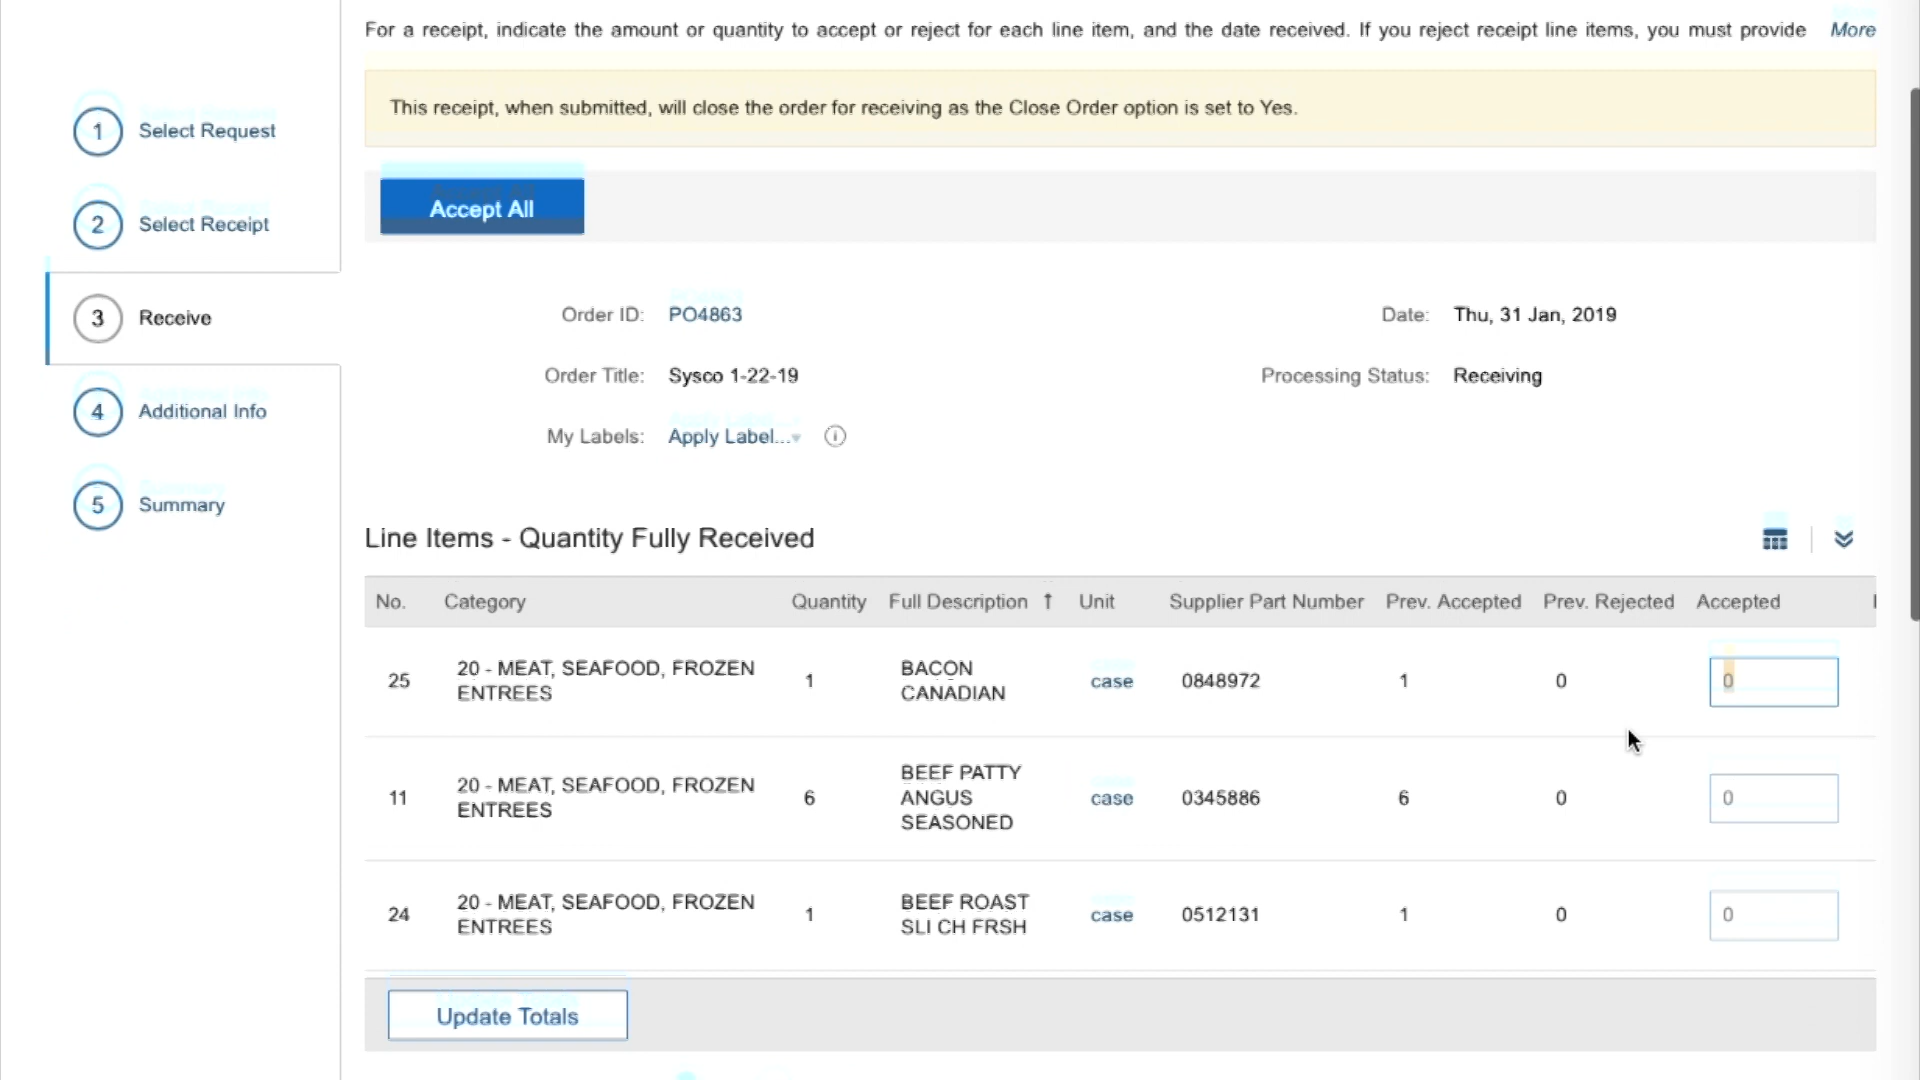 For a receipt, indicate the amount or quantity to accept or reject for each line item, and the date received. If you reject receipt line items, you must provide More
This receipt, when submitted, will close the order for receiving as the Close Order option is set to Yes.
1 Select Request
2 Select Receipt
3 Receive
4 Additional Info
5 Summary
Accept All
Order ID: PO4863
Date: Thu, 31 Jan, 2019
Order Title: Sysco 1-22-19
Processing Status: Receiving
My Labels: Apply Label...
Line Items - Quantity Fully Received
No. Category Quantity Full Description ↑ Unit Supplier Part Number Prev. Accepted Prev. Rejected Accepted
25 20 - MEAT, SEAFOOD, FROZEN ENTREES 1 BACON CANADIAN case 0848972 1 0 0
11 20 - MEAT, SEAFOOD, FROZEN ENTREES 6 BEEF PATTY ANGUS SEASONED case 0345886 6 0 0
24 20 - MEAT, SEAFOOD, FROZEN ENTREES 1 BEEF ROAST SLI CH FRSH case 0512131 1 0 0
Update Totals